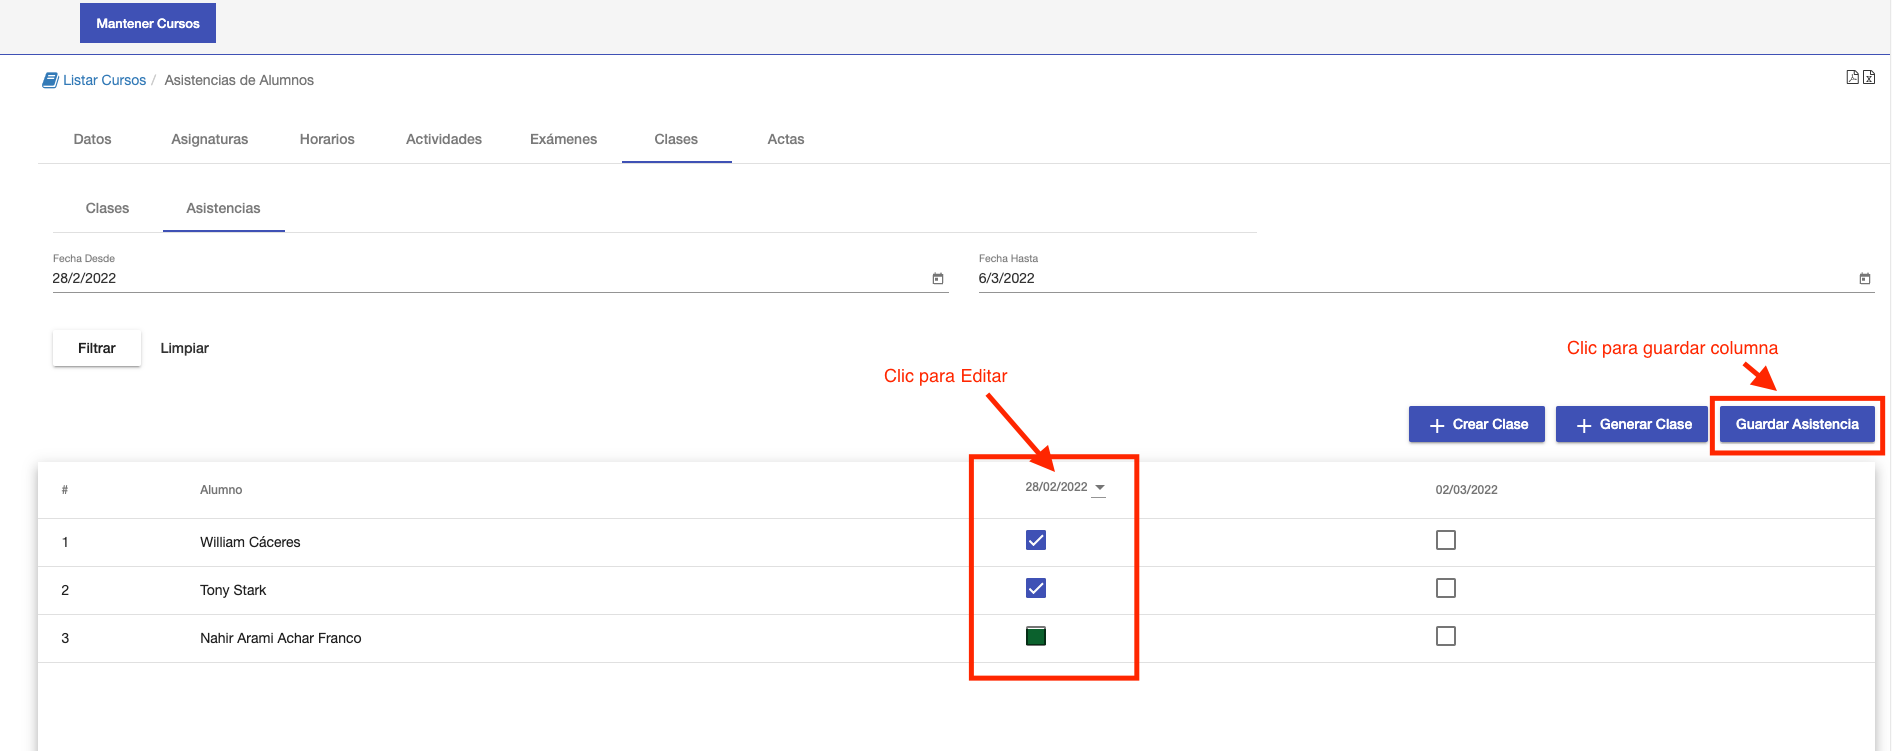 Mantener Cursos
Listar Cursos / Asistencias de Alumnos
Datos Asignaturas Horarios Actividades Exámenes Clases Actas
Clases Asistencias
Fecha Desde Fecha Hasta
28/2/2022 6/3/2022
Filtrar Limpiar
Clic para guardar columna
Clic para Editar
+ Crear Clase + Generar Clase Guardar Asistencia
# Alumno 28/02/2022 02/03/2022
1 William Cáceres
2 Tony Stark
3 Nahir Arami Achar Franco